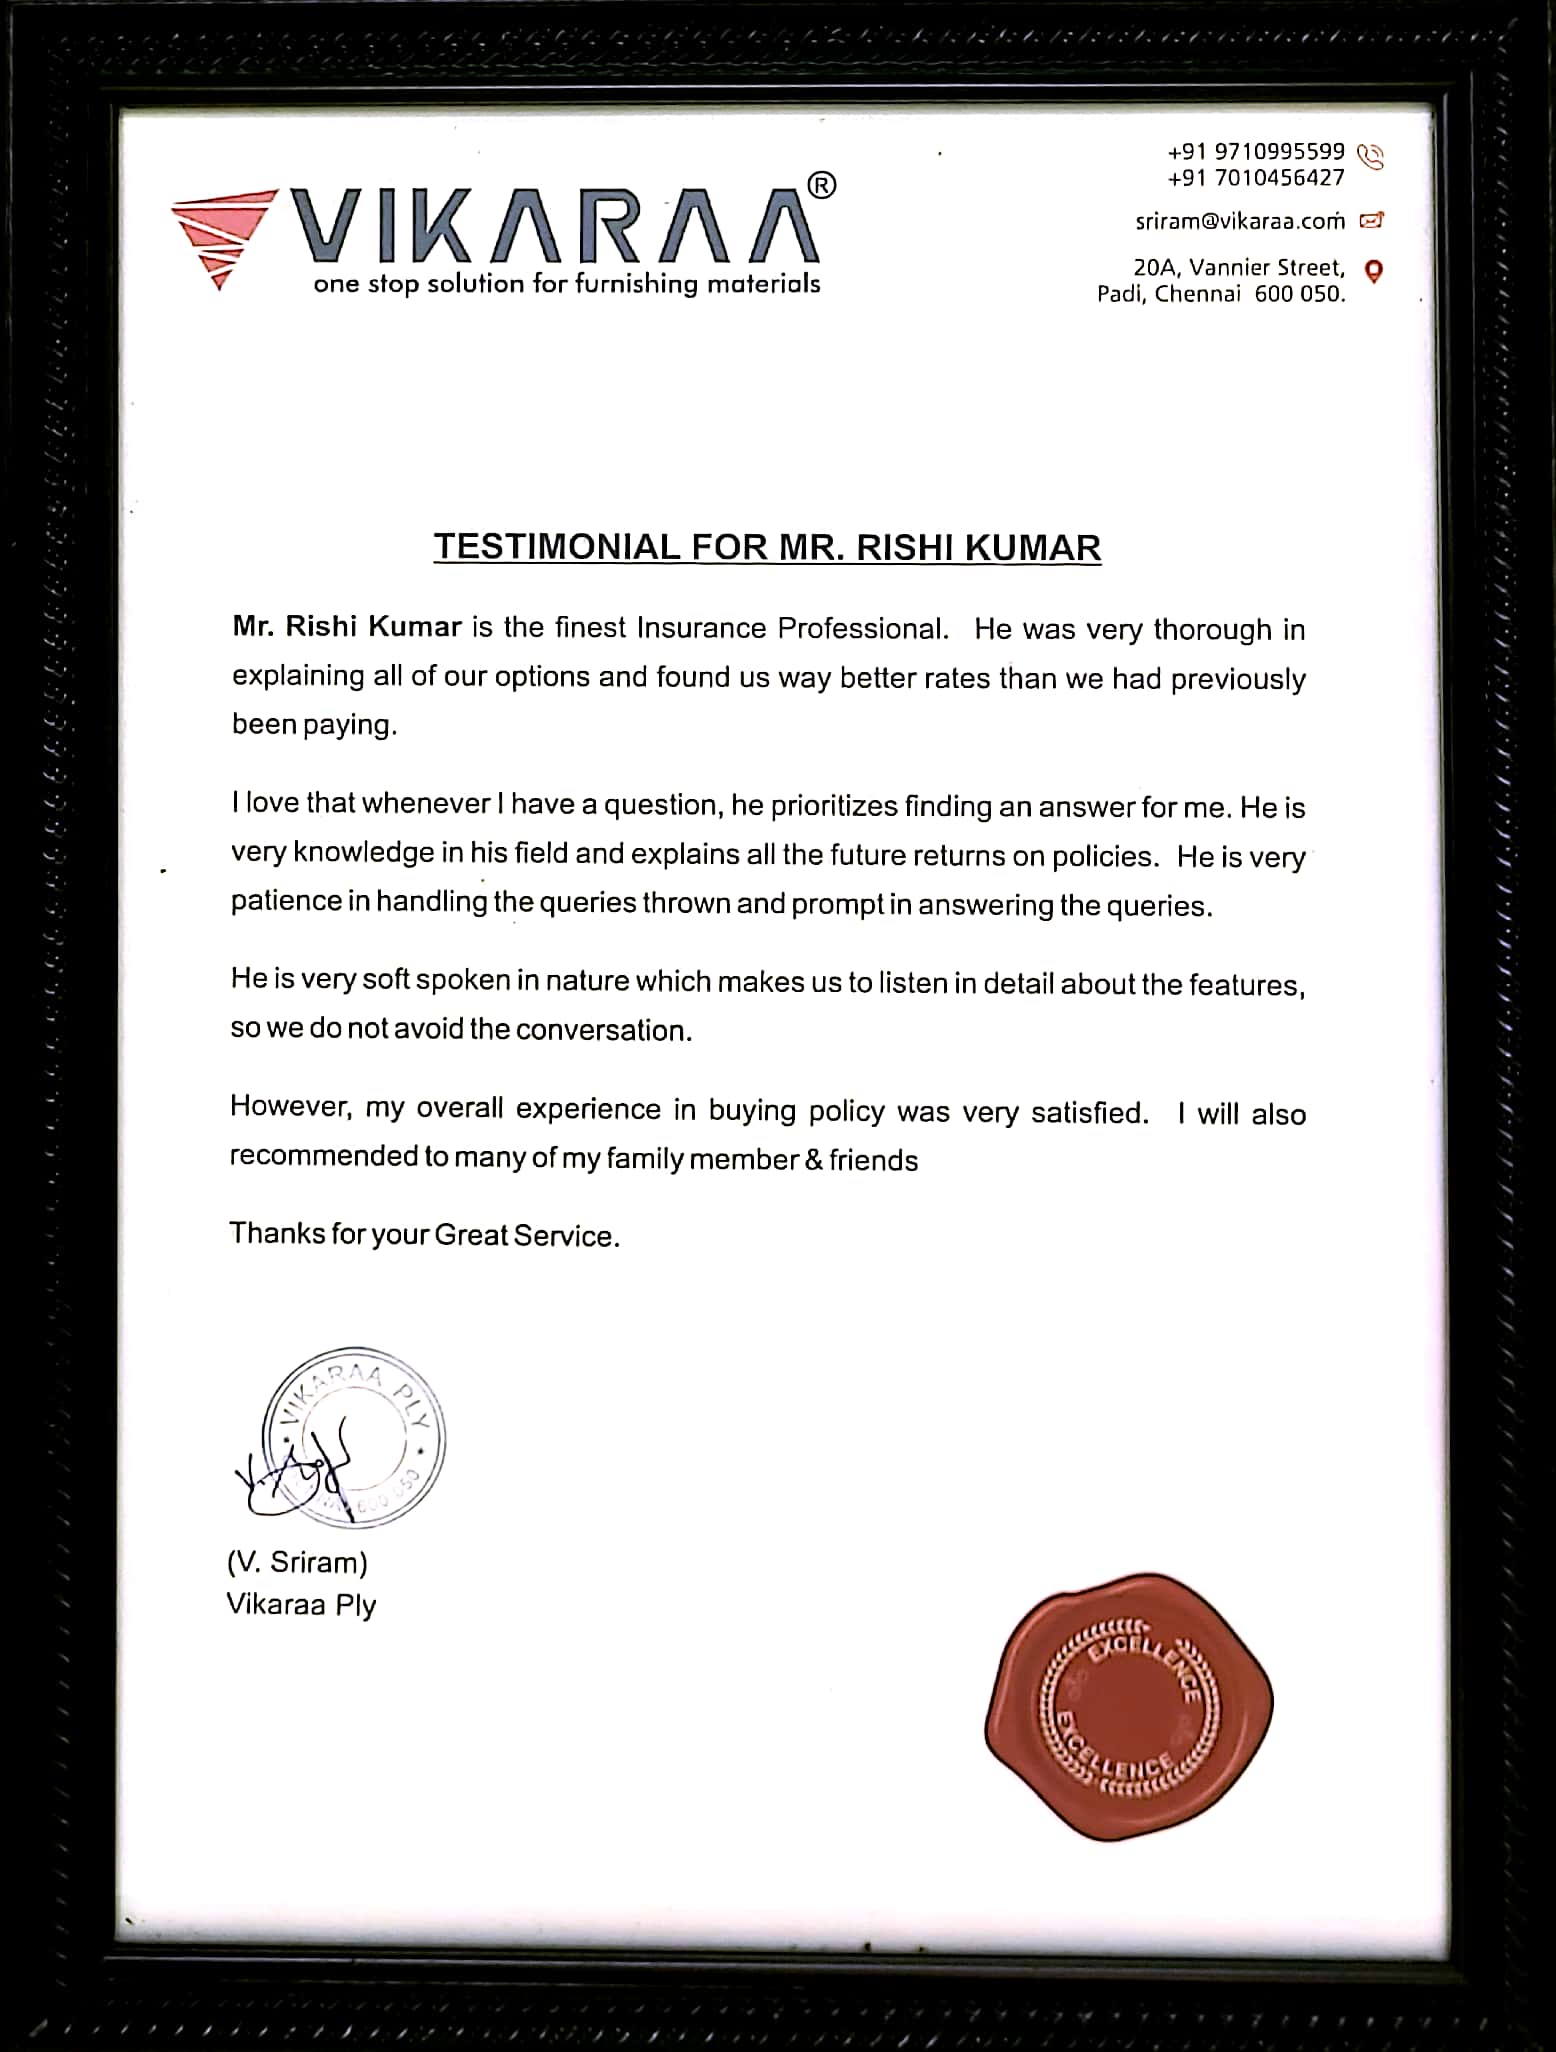 VIKARAA®
one stop solution for furnishing materials
+91 9710995599
+91 7010456427
sriram@vikaraa.com
20A, Vannier Street,
Padi, Chennai 600 050.
TESTIMONIAL FOR MR. RISHI KUMAR
Mr. Rishi Kumar is the finest Insurance Professional. He was very thorough in
explaining all of our options and found us way better rates than we had previously
been paying.
I love that whenever I have a question, he prioritizes finding an answer for me. He is
very knowledge in his field and explains all the future returns on policies. He is very
patience in handling the queries thrown and prompt in answering the queries.
He is very soft spoken in nature which makes us to listen in detail about the features,
so we do not avoid the conversation.
However, my overall experience in buying policy was very satisfied. I will also
recommended to many of my family member & friends
Thanks for your Great Service.
VIKARAA PLY
600 050
(V. Sriram)
Vikaraa Ply
EXCELLENCE
EXCELLENCE